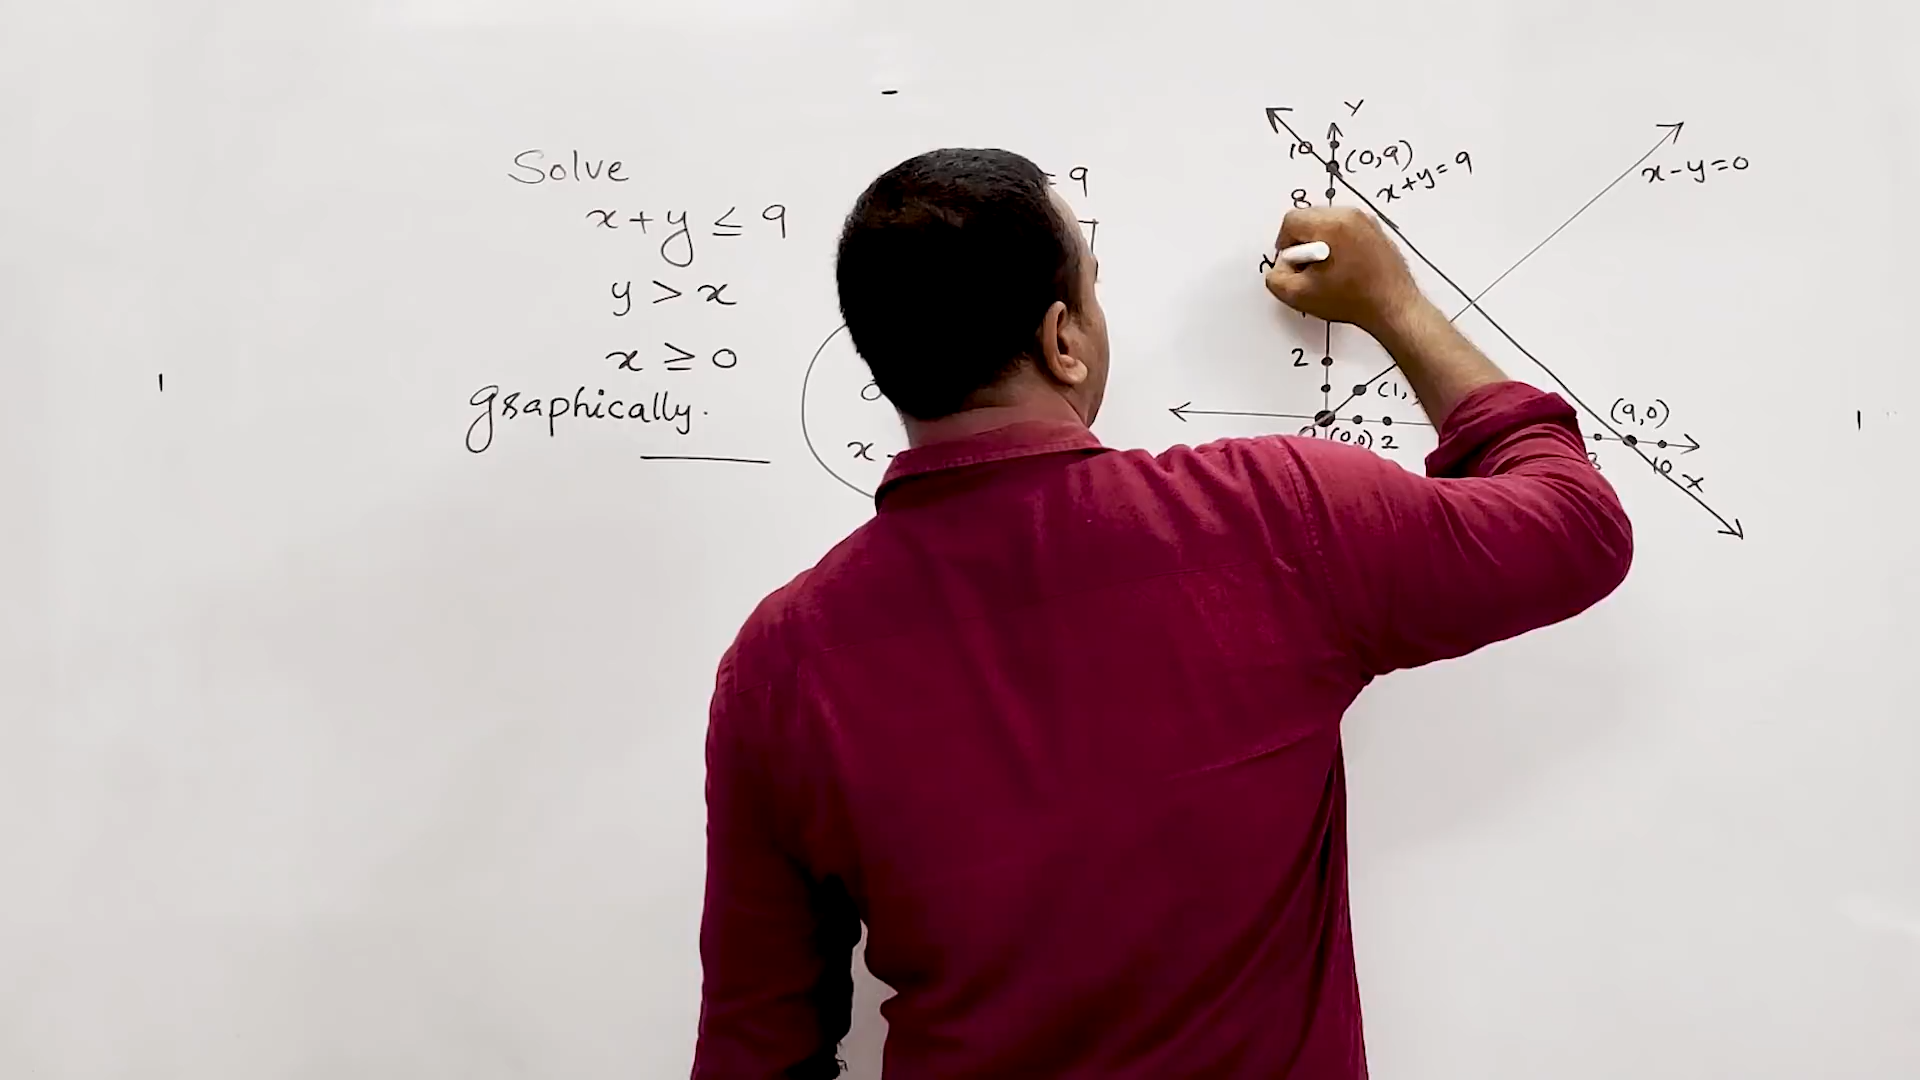 Solve
x + y ≤ 9
y > x
x ≥ 0
graphically.
= 9
x -
Y
10
(0,9)
x+y=9
x-y=0
8
x
2
(1,
(0,0) 2
(9,0)
8
10
x